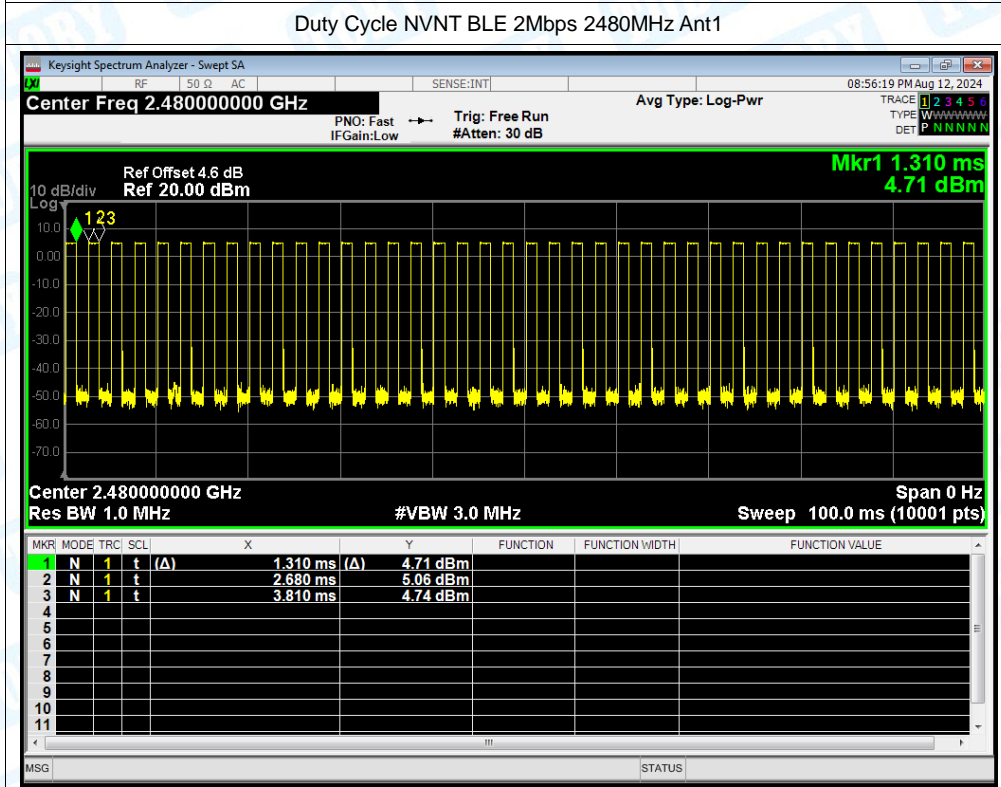 Duty Cycle NVNT BLE 2Mbps 2480MHz Ant1
Keysight Spectrum Analyzer - Swept SA
LXI RF 50 Ω AC SENSE:INT 08:56:19 PM Aug 12, 2024
Center Freq 2.480000000 GHz Avg Type: Log-Pwr TRACE 1 2 3 4 5 6
PNO: Fast Trig: Free Run TYPE WWWWWW
IFGain:Low #Atten: 30 dB DET P N N N N N
Mkr1 1.310 ms
Ref Offset 4.6 dB
10 dB/div Ref 20.00 dBm 4.71 dBm
Log
1 2 3
10.0
0.00
-10.0
-20.0
-30.0
-40.0
-50.0
-60.0
-70.0
Center 2.480000000 GHz Span 0 Hz
Res BW 1.0 MHz #VBW 3.0 MHz Sweep 100.0 ms (10001 pts)
MKR MODE TRC SCL X Y FUNCTION FUNCTION WIDTH FUNCTION VALUE
1 N 1 t (Δ) 1.310 ms (Δ) 4.71 dBm
2 N 1 t 2.680 ms 5.06 dBm
3 N 1 t 3.810 ms 4.74 dBm
4
5
6
7
8
9
10
11
MSG STATUS